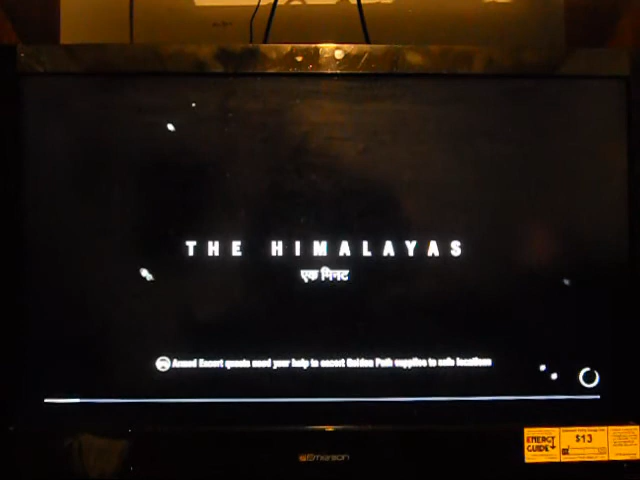 THE HIMALAYAS
एक मिनट
Armed Escort quests need your help to escort Golden Path supplies to safe locations
Emerson
ENERGY
GUIDE
$13